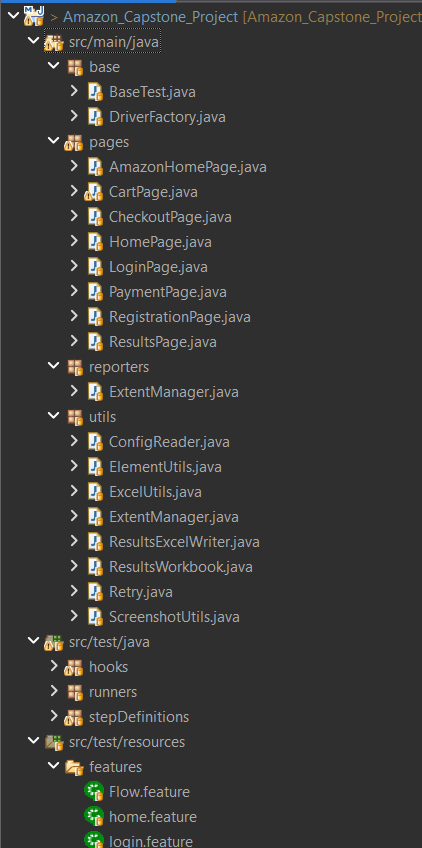 > Amazon_Capstone_Project [Amazon_Capstone_Project
src/main/java
base
BaseTest.java
DriverFactory.java
pages
AmazonHomePage.java
CartPage.java
CheckoutPage.java
HomePage.java
LoginPage.java
PaymentPage.java
RegistrationPage.java
ResultsPage.java
reporters
ExtentManager.java
utils
ConfigReader.java
ElementUtils.java
ExcelUtils.java
ExtentManager.java
ResultsExcelWriter.java
ResultsWorkbook.java
Retry.java
ScreenshotUtils.java
src/test/java
hooks
runners
stepDefinitions
src/test/resources
features
Flow.feature
home.feature
login.feature